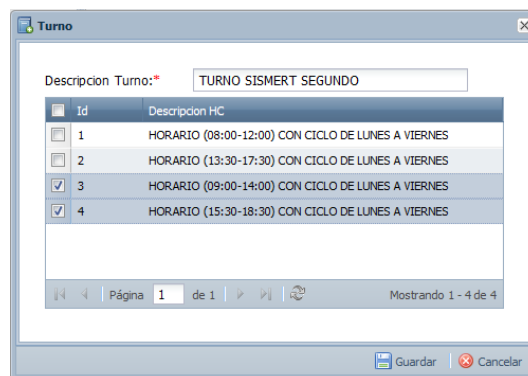 Turno
Descripcion Turno:* TURNO SISMERT SEGUNDO
Id Descripcion HC
1 HORARIO (08:00-12:00) CON CICLO DE LUNES A VIERNES
2 HORARIO (13:30-17:30) CON CICLO DE LUNES A VIERNES
3 HORARIO (09:00-14:00) CON CICLO DE LUNES A VIERNES
4 HORARIO (15:30-18:30) CON CICLO DE LUNES A VIERNES
Página 1 de 1 Mostrando 1 - 4 de 4
Guardar Cancelar